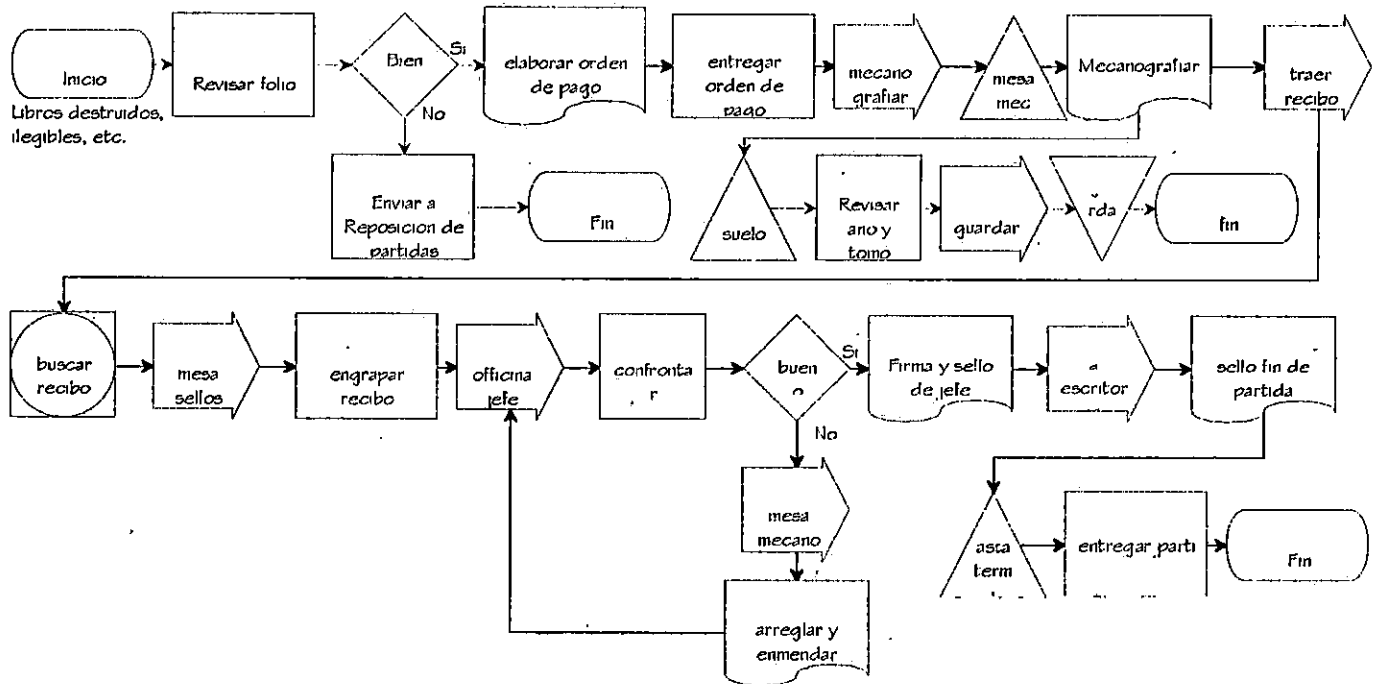 Inicio
Libros destruidos,
ilegibles, etc.
Revisar folio
Bien
Si
No
elaborar orden
de pago
entregar
orden de
pago
mecano
grafiar
mesa
mec
Mecanografiar
traer
recibo
Enviar a
Reposicion de
partidas
Fin
suelo
Revisar
ano y
tomo
guardar
rda
fin
buscar
recibo
mesa
sellos
engrapar
recibo
officina
jefe
confronta
r
buen
o
Si
No
Firma y sello
de jefe
a
escritor
sello fin de
partida
mesa
mecano
arreglar y
enmendar
asta
term
entregar parti
Fin